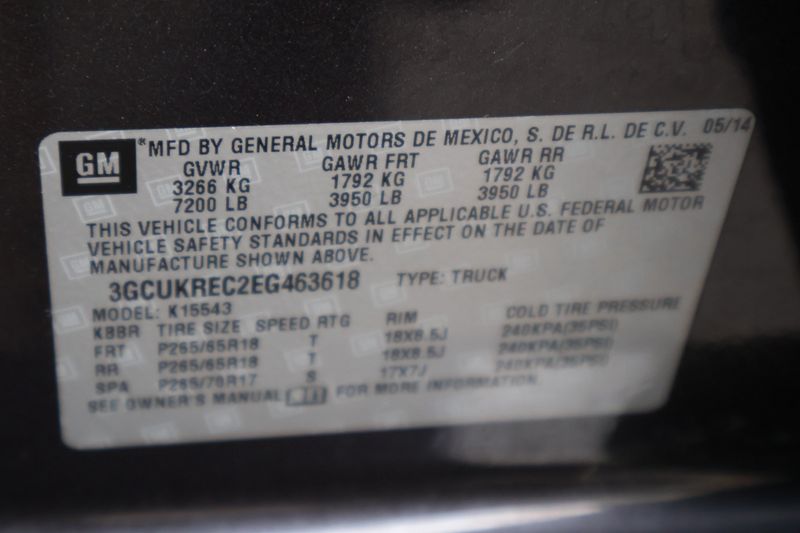 GM ® MFD BY GENERAL MOTORS DE MEXICO, S. DE R.L. DE C.V. 05/14
GVWR GAWR FRT GAWR RR
3266 KG 1792 KG 1792 KG
7200 LB 3950 LB 3950 LB
THIS VEHICLE CONFORMS TO ALL APPLICABLE U.S. FEDERAL MOTOR
VEHICLE SAFETY STANDARDS IN EFFECT ON THE DATE OF
MANUFACTURE SHOWN ABOVE.
3GCUKREC2EG463618 TYPE: TRUCK
MODEL: K15543
K8BR TIRE SIZE SPEED RTG RIM COLD TIRE PRESSURE
FRT P265/65R18 T 18X8.5J 240KPA(35PSI)
RR P265/65R18 T 18X8.5J 240KPA(35PSI)
SPA P265/70R17 S 17X7J 240KPA(35PSI)
SEE OWNER'S MANUAL FOR MORE INFORMATION.